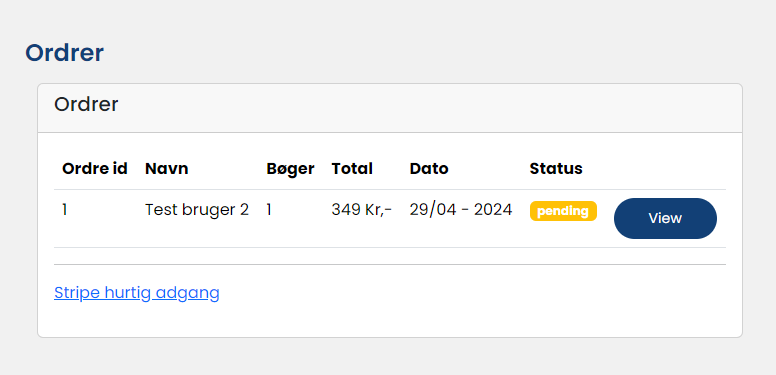 Ordrer
Ordrer
Ordre id Navn Bøger Total Dato Status
1 Test bruger 2 1 349 Kr,- 29/04 - 2024 pending View
Stripe hurtig adgang